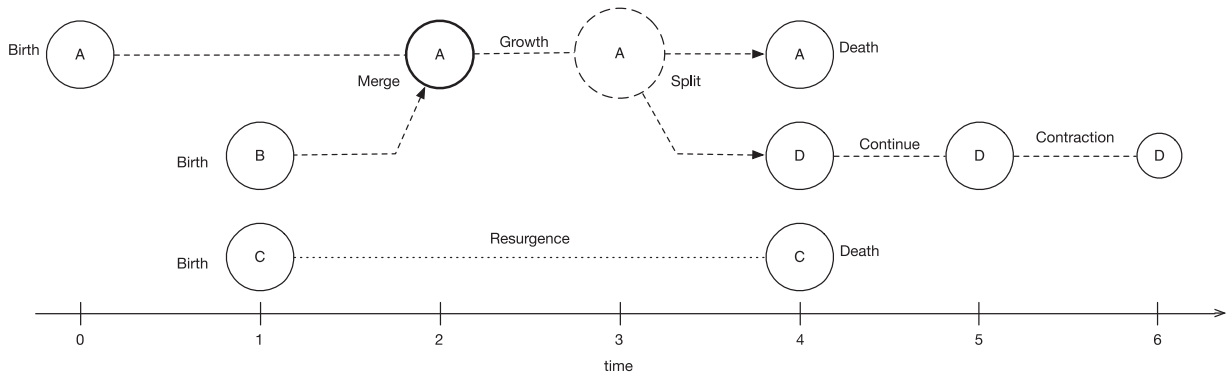 Birth A A Growth A A Death
Merge Split
Birth B D Continue D Contraction D
Birth C Resurgence C Death
0 1 2 3 4 5 6
time